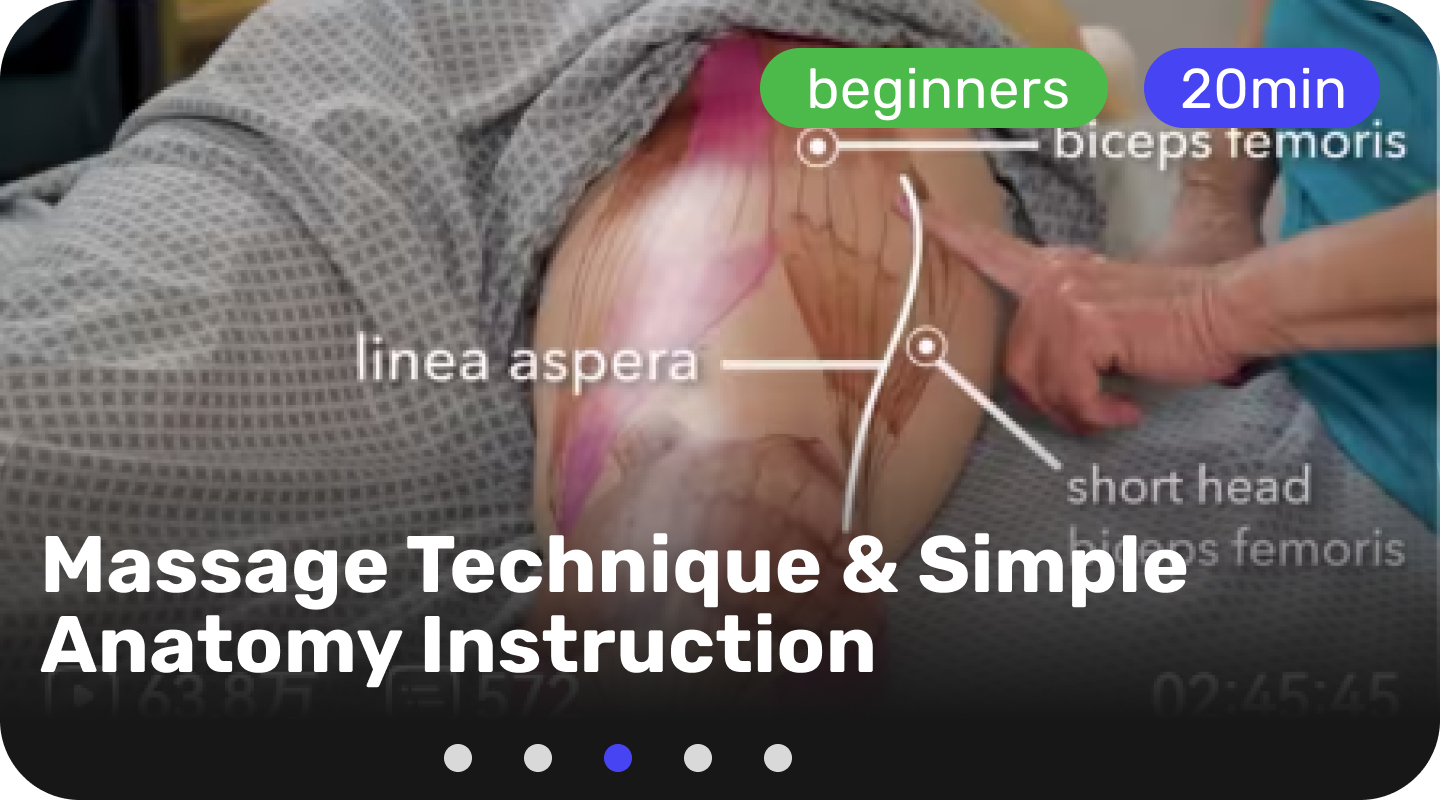 beginners
20min
biceps femoris
linea aspera
short head
biceps femoris
Massage Technique & Simple
Anatomy Instruction
63.8万
572
02:45:45